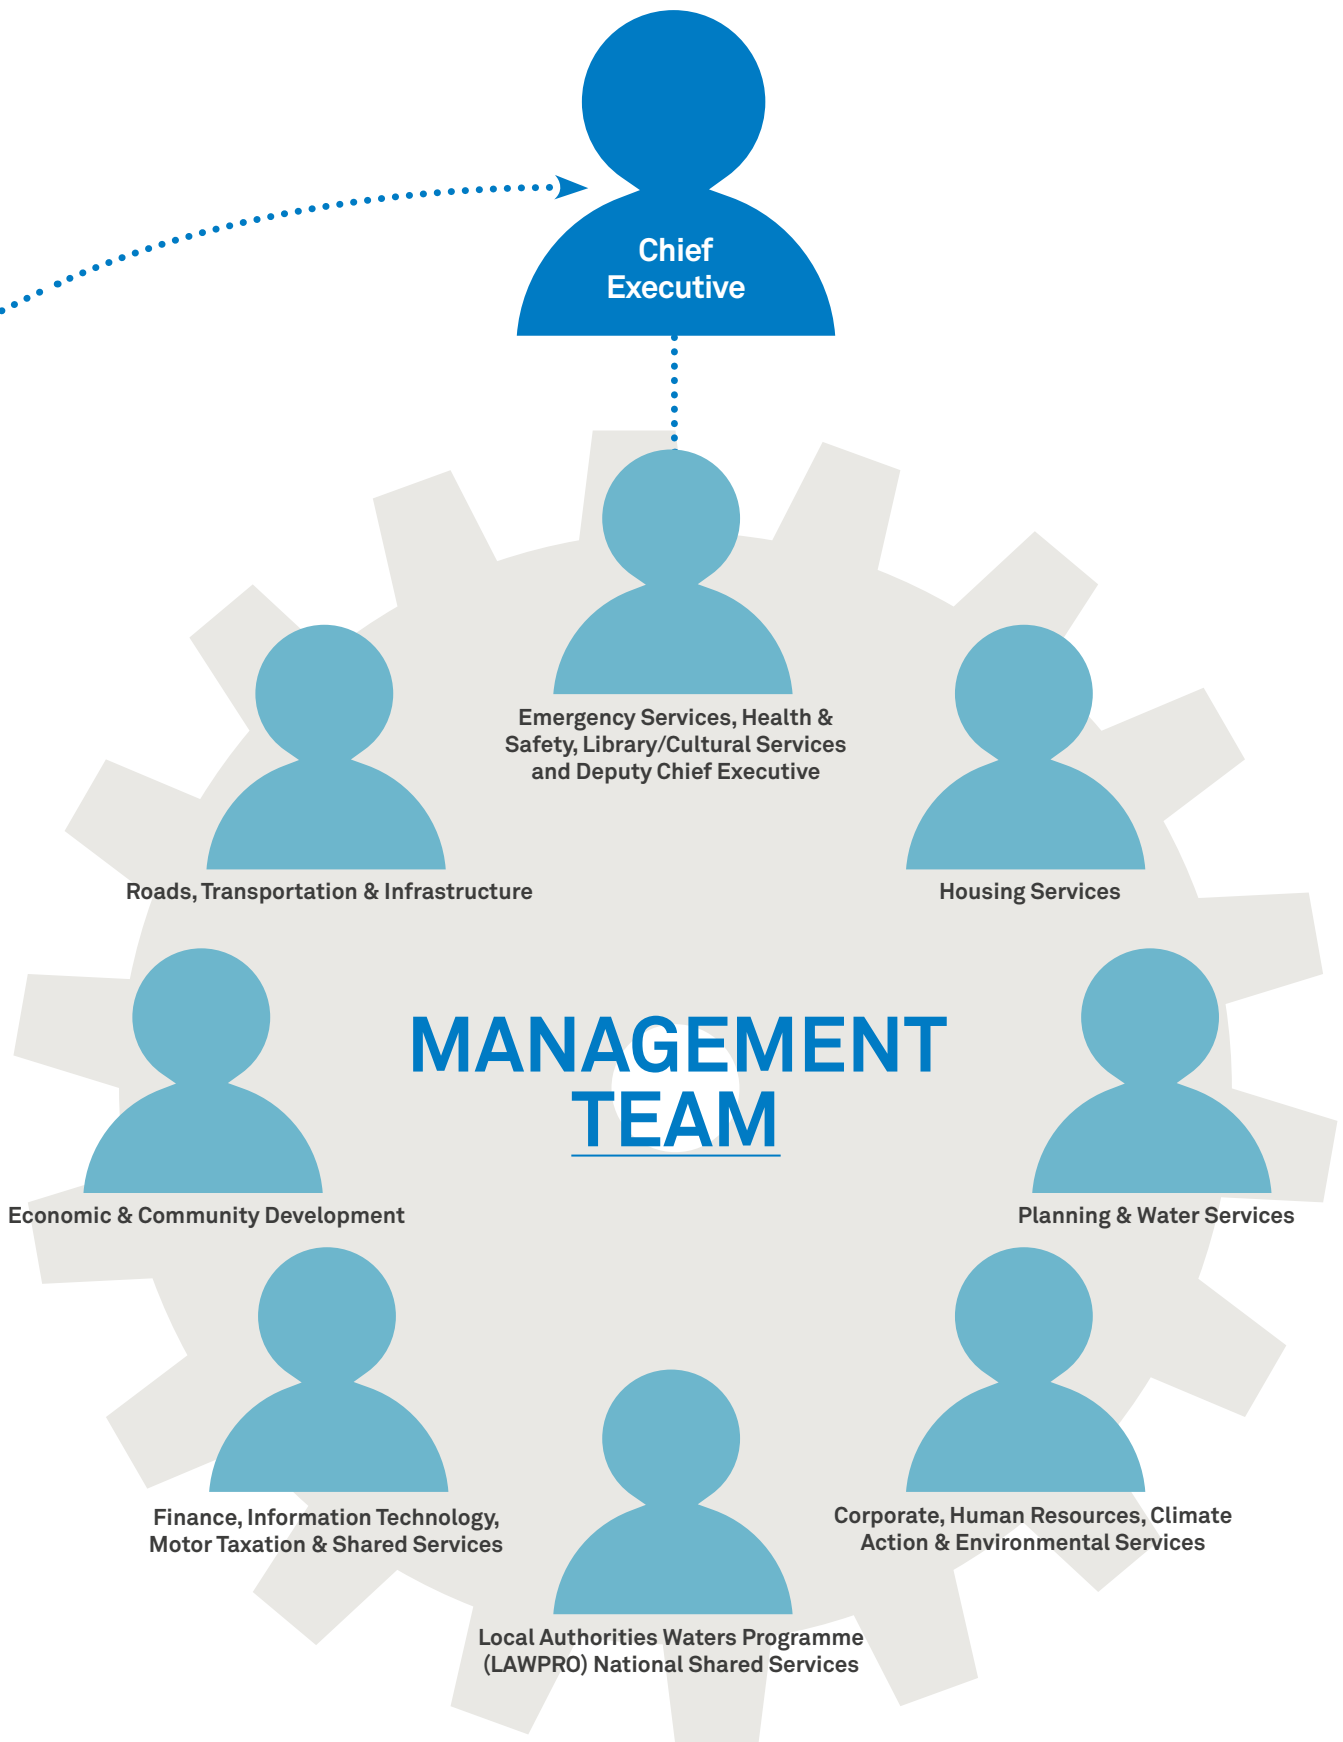 Chief
Executive
Emergency Services, Health &
Safety, Library/Cultural Services
and Deputy Chief Executive
Roads, Transportation & Infrastructure
Housing Services
MANAGEMENT
TEAM
Economic & Community Development
Planning & Water Services
Finance, Information Technology,
Motor Taxation & Shared Services
Corporate, Human Resources, Climate
Action & Environmental Services
Local Authorities Waters Programme
(LAWPRO) National Shared Services